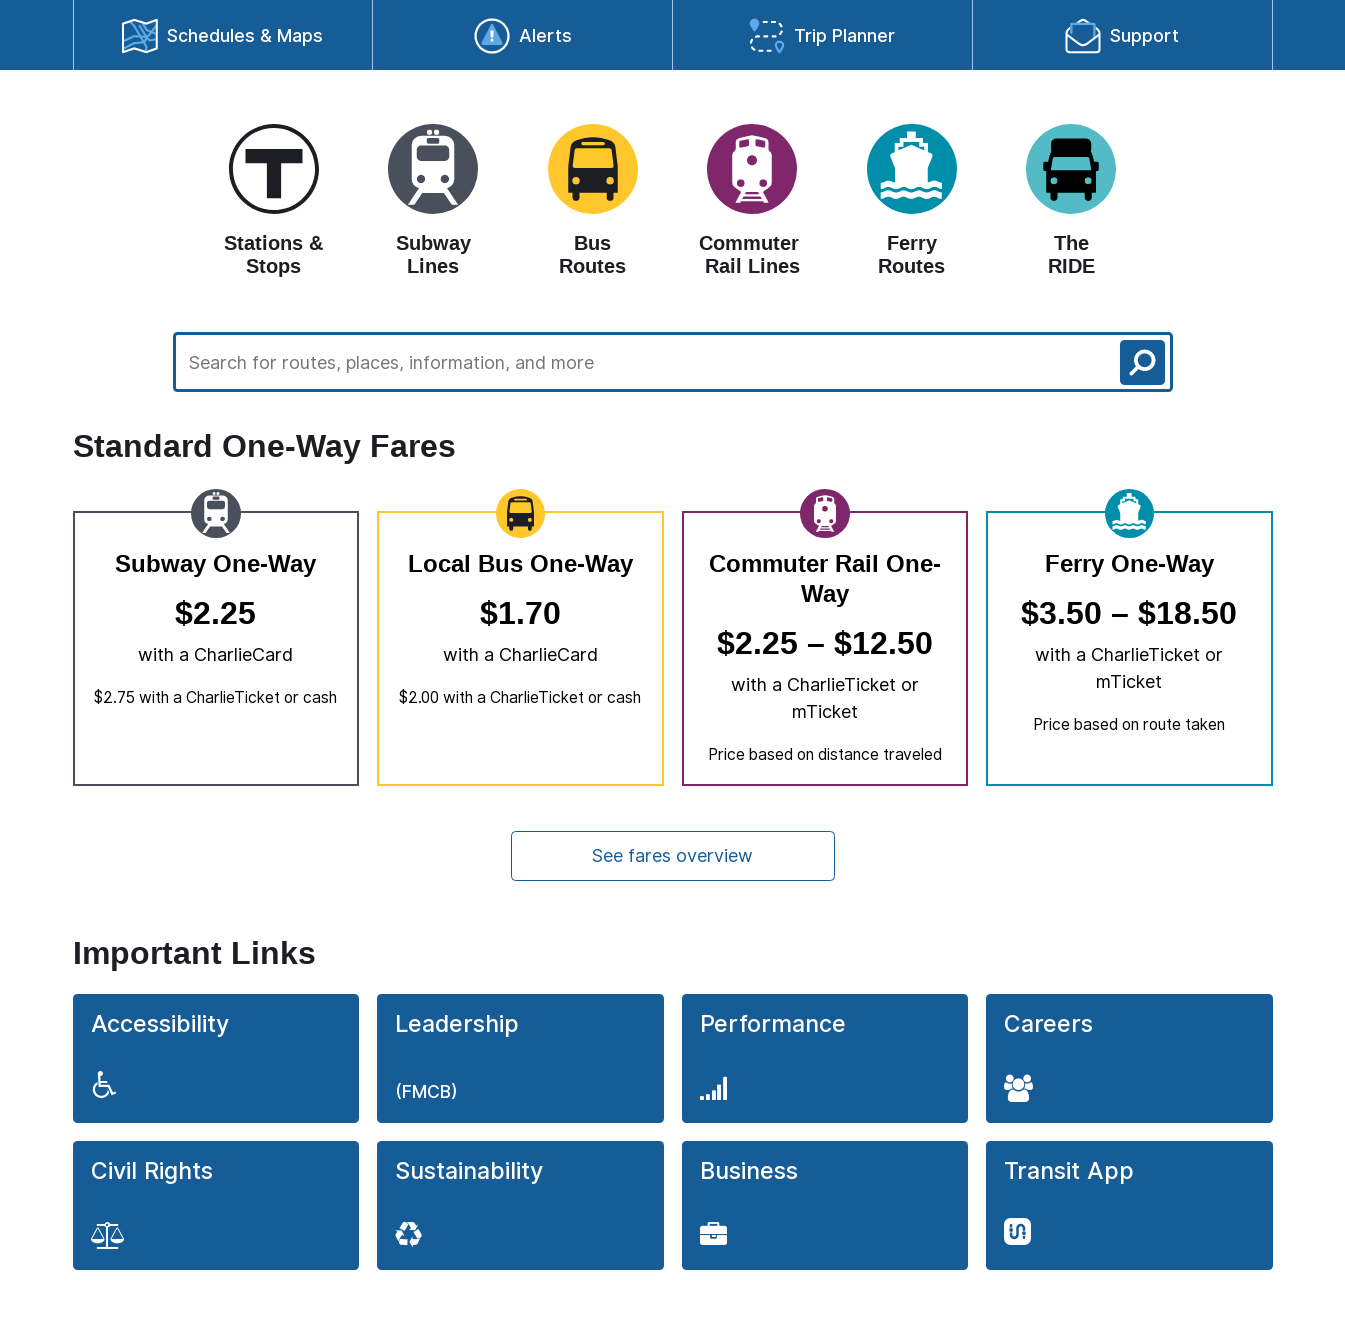 Schedules & Maps
Alerts
Trip Planner
Support
Stations &
Stops
Subway
Lines
Bus
Routes
Commuter
Rail Lines
Ferry
Routes
The
RIDE
Search for routes, places, information, and more
Standard One-Way Fares
Subway One-Way
$2.25
with a CharlieCard
$2.75 with a CharlieTicket or cash
Local Bus One-Way
$1.70
with a CharlieCard
$2.00 with a CharlieTicket or cash
Commuter Rail One-
Way
$2.25 – $12.50
with a CharlieTicket or
mTicket
Price based on distance traveled
Ferry One-Way
$3.50 – $18.50
with a CharlieTicket or
mTicket
Price based on route taken
See fares overview
Important Links
Accessibility
Leadership
(FMCB)
Performance
Careers
Civil Rights
Sustainability
Business
Transit App